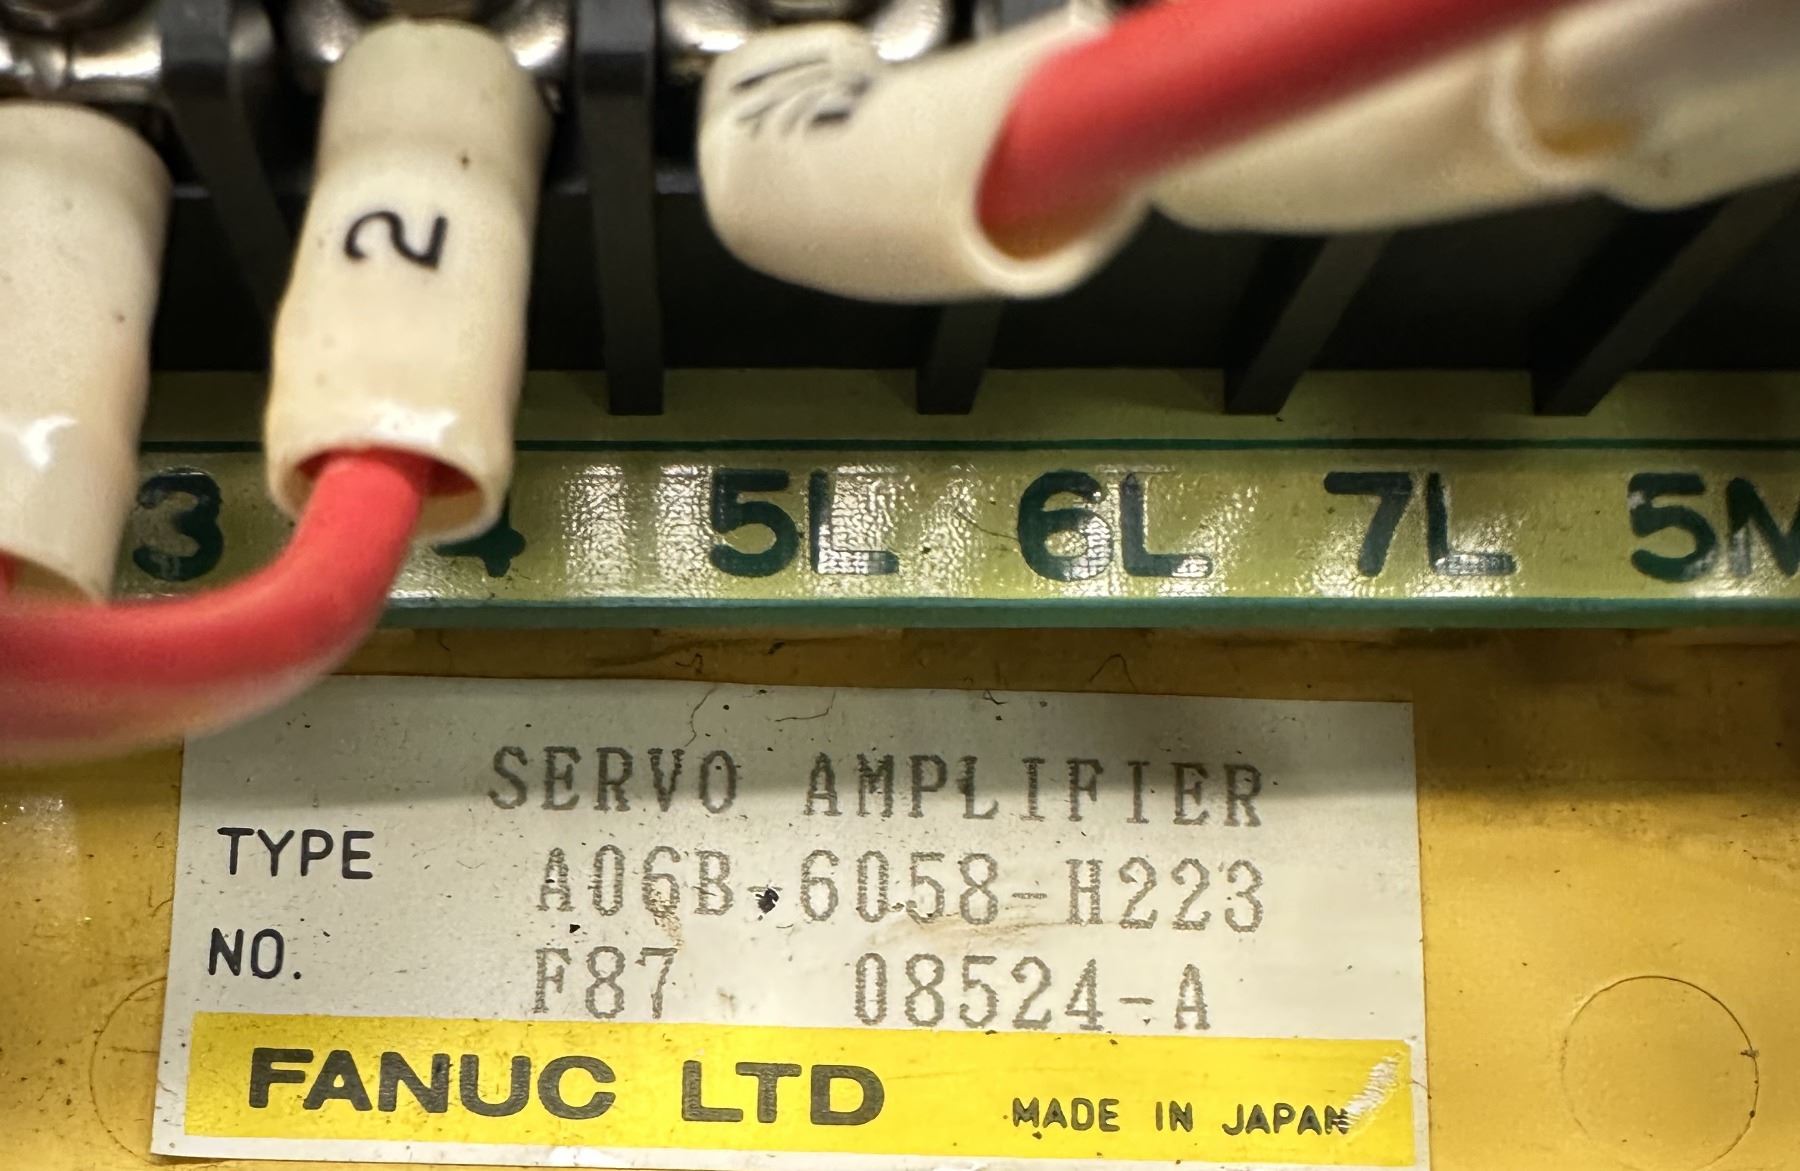 2
3 4 5L 6L 7L 5M
SERVO AMPLIFIER
TYPE A06B-6058-H223
NO. F87 08524-A
FANUC LTD MADE IN JAPAN